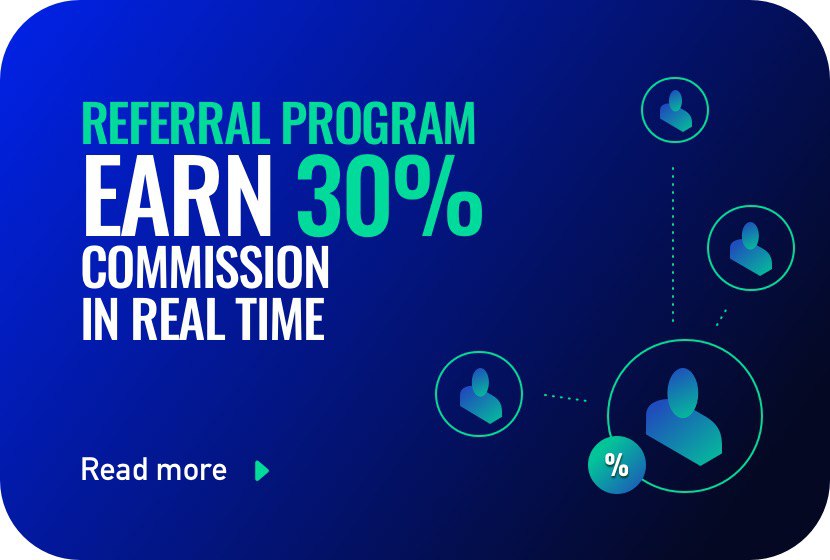 REFERRAL PROGRAM
EARN 30%
COMMISSION
IN REAL TIME
Read more
%